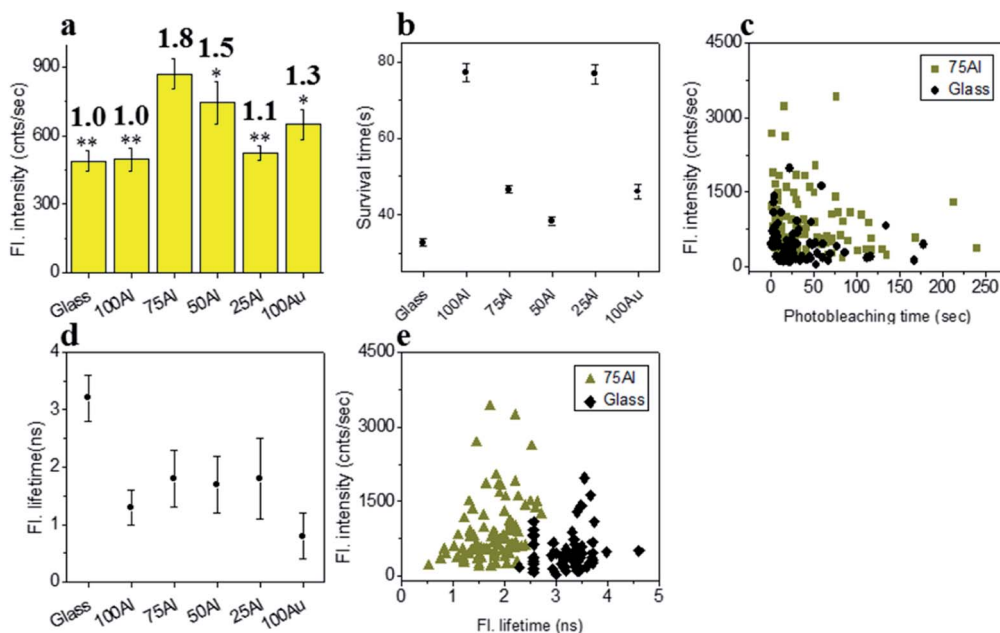 a
Fl. intensity (cnts/sec)
900
600
300
0
1.0
**
1.0
**
1.8
1.5
*
1.1
**
1.3
*
Glass
100Al
75Al
50Al
25Al
100Au
b
Survival time(s)
80
60
40
Glass
100Al
75Al
50Al
25Al
100Au
c
Fl. intensity (cnts/sec)
4500
3000
1500
0
75Al
Glass
0 50 100 150 200 250
Photobleaching time (sec)
d
Fl. lifetime(ns)
4
3
2
1
0
Glass
100Al
75Al
50Al
25Al
100Au
e
Fl. intensity (cnts/sec)
4500
3000
1500
0
75Al
Glass
0 1 2 3 4 5
Fl. lifetime (ns)